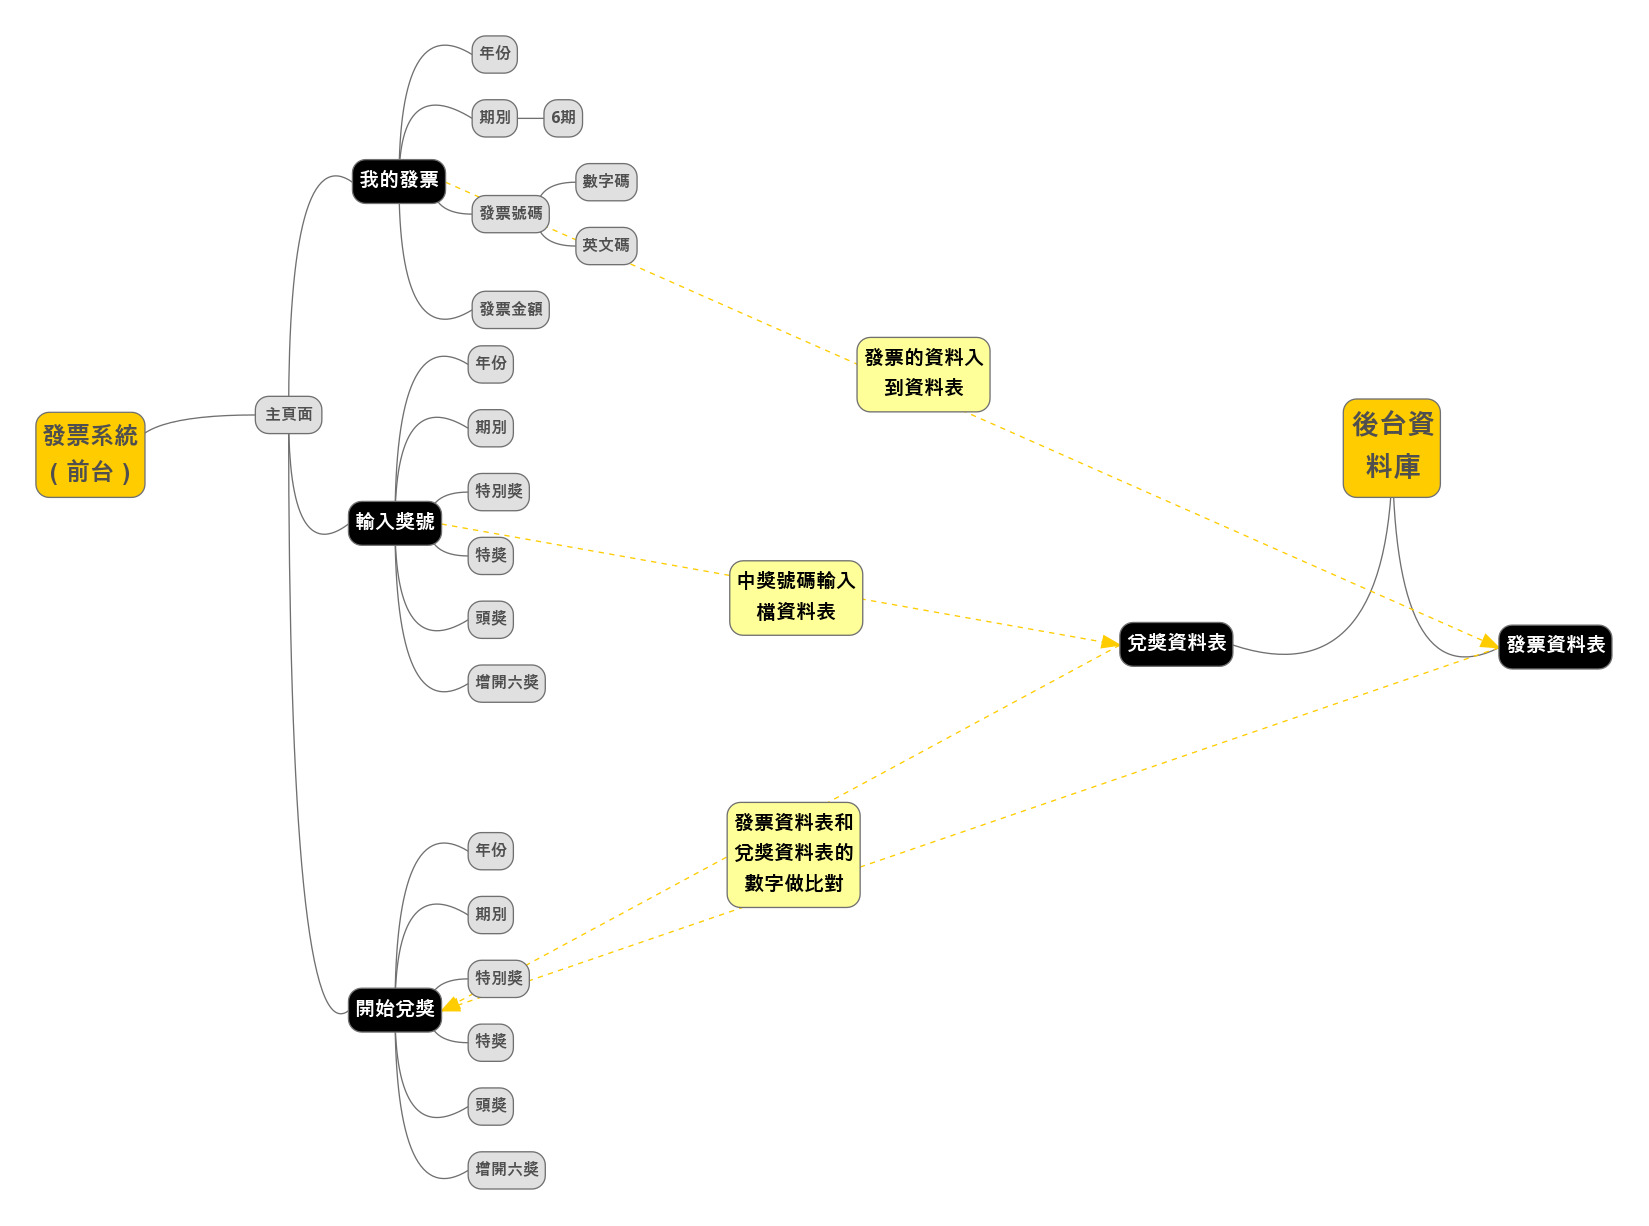 發票系統
( 前台 )
主頁面
我的發票
年份
期別
6期
發票號碼
數字碼
英文碼
發票金額
輸入獎號
年份
期別
特別獎
特獎
頭獎
增開六獎
開始兌獎
年份
期別
特別獎
特獎
頭獎
增開六獎
發票的資料入
到資料表
中獎號碼輸入
檔資料表
發票資料表和
兌獎資料表的
數字做比對
後台資
料庫
兌獎資料表
發票資料表